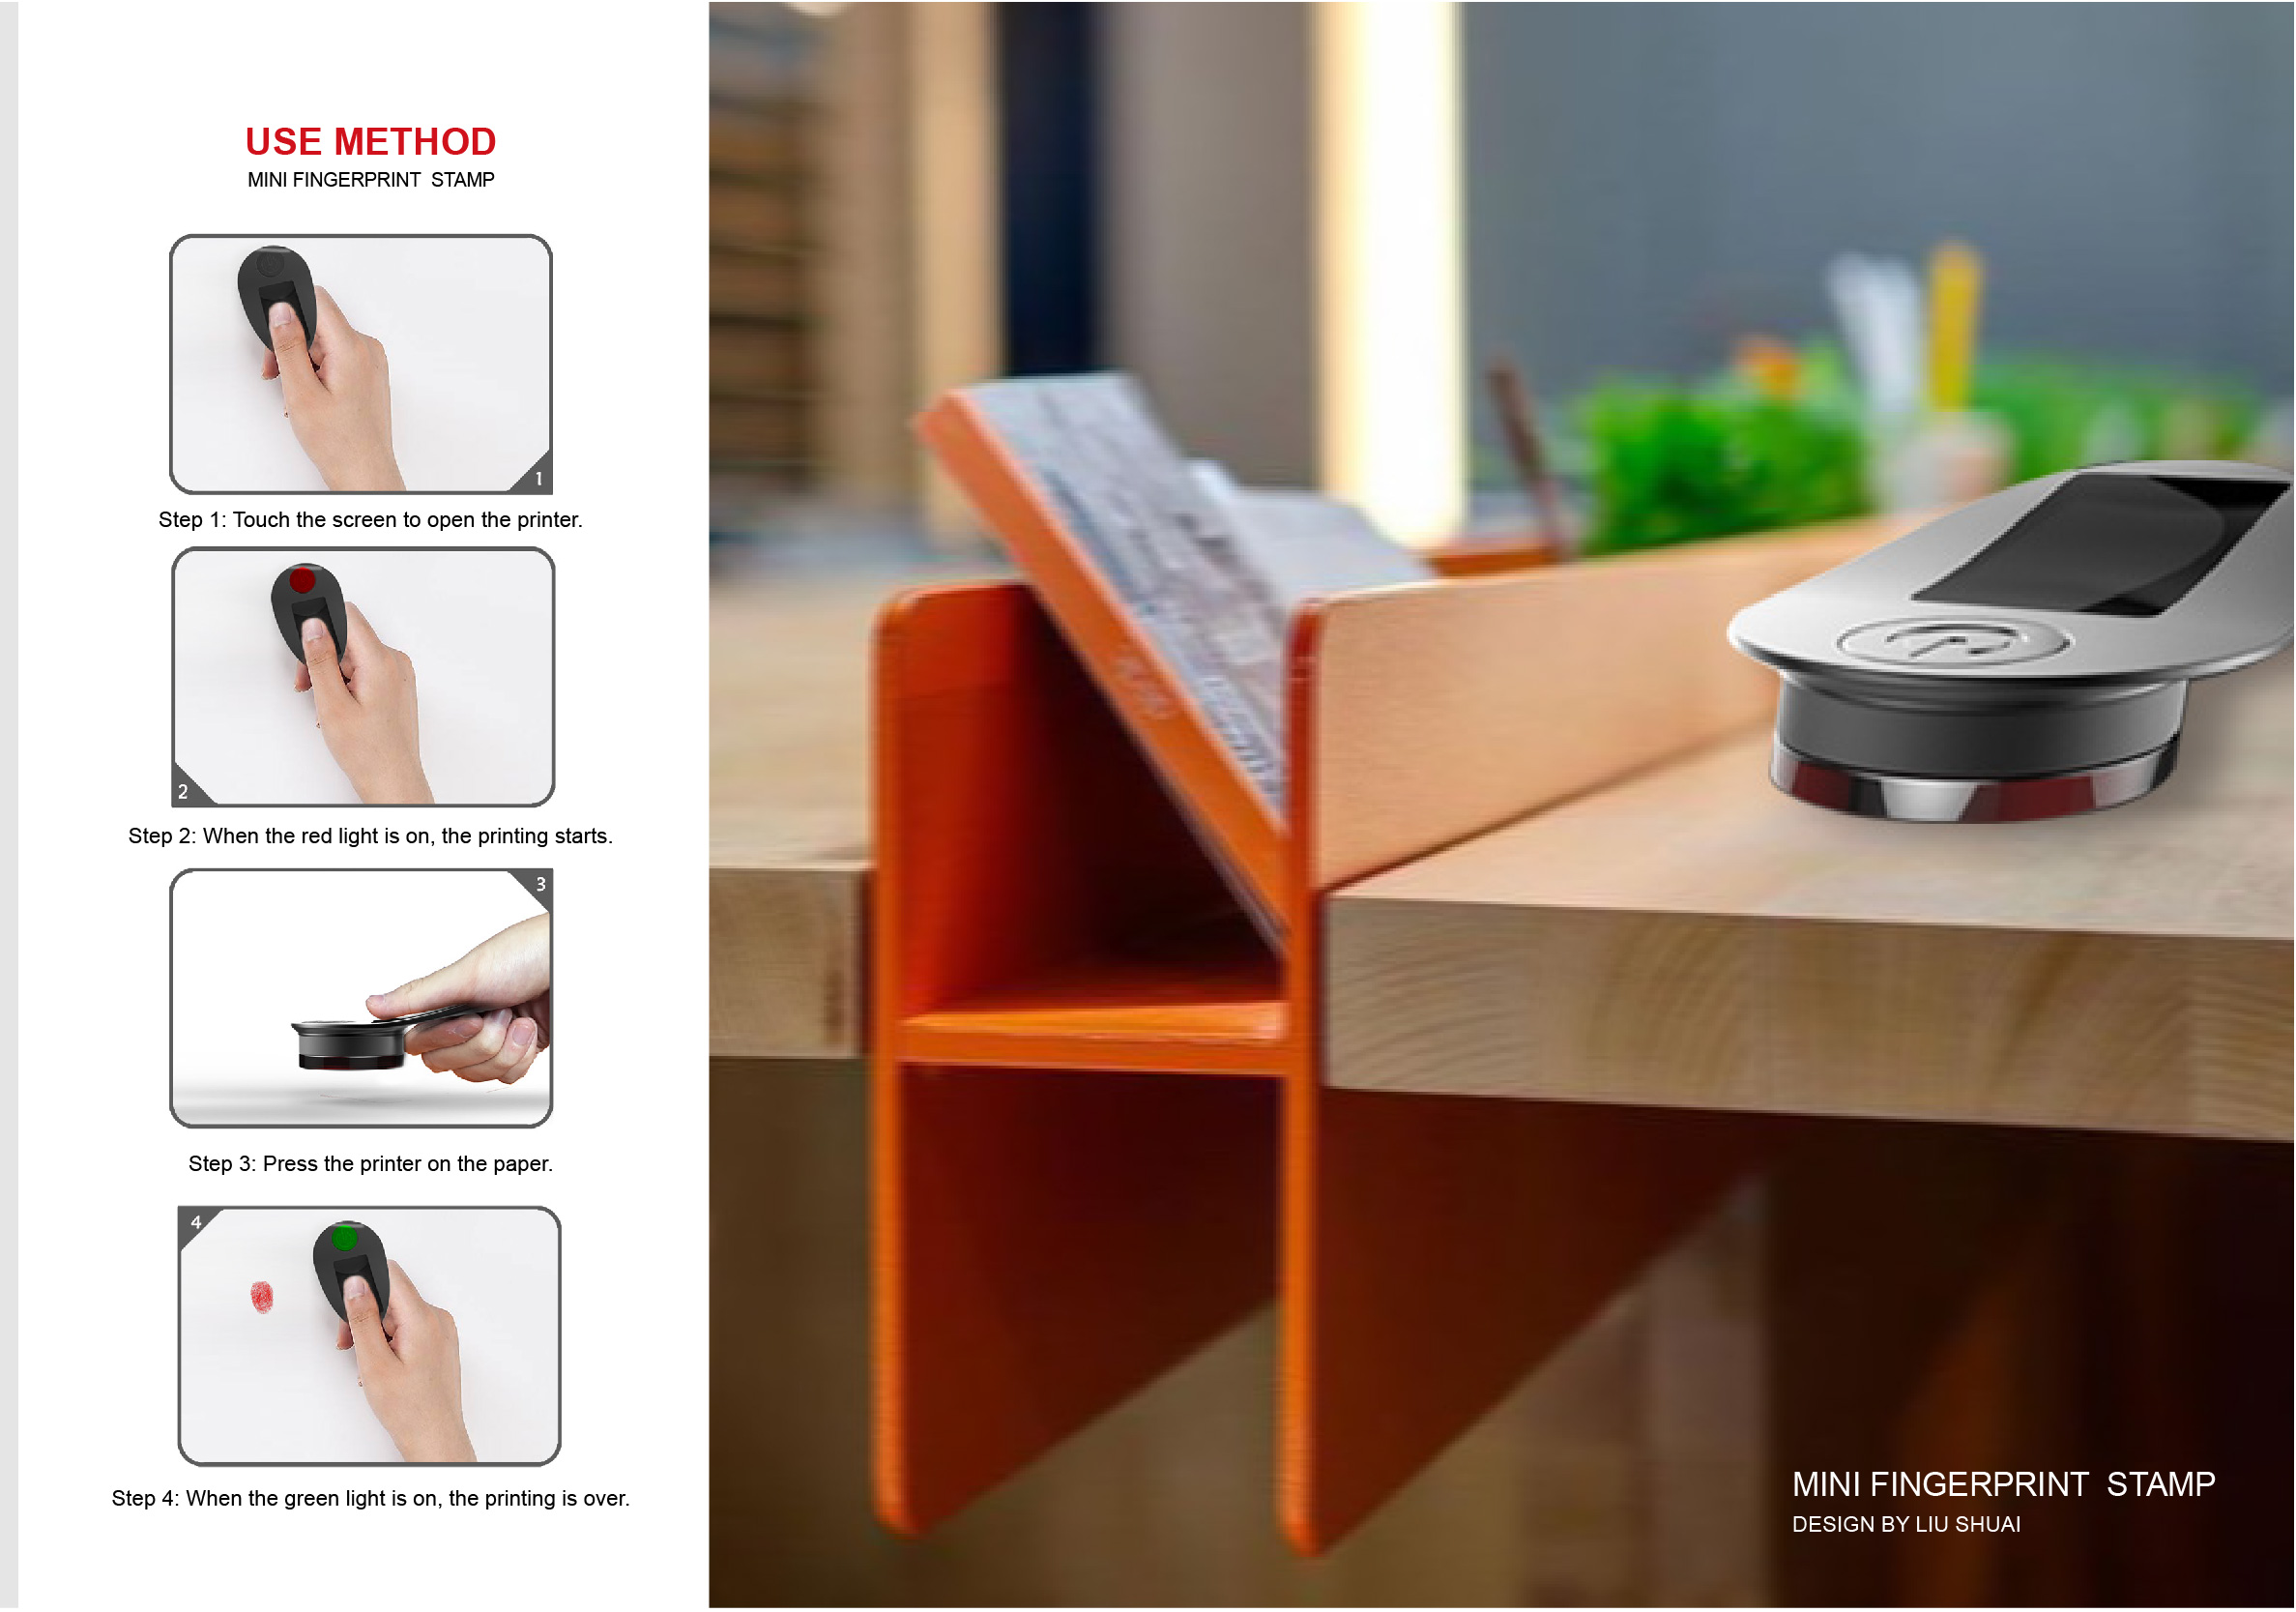 USE METHOD
MINI FINGERPRINT  STAMP
1
Step 1: Touch the screen to open the printer.
2
Step 2: When the red light is on, the printing starts.
3
Step 3: Press the printer on the paper.
4
Step 4: When the green light is on, the printing is over.
MINI FINGERPRINT  STAMP
DESIGN BY LIU SHUAI